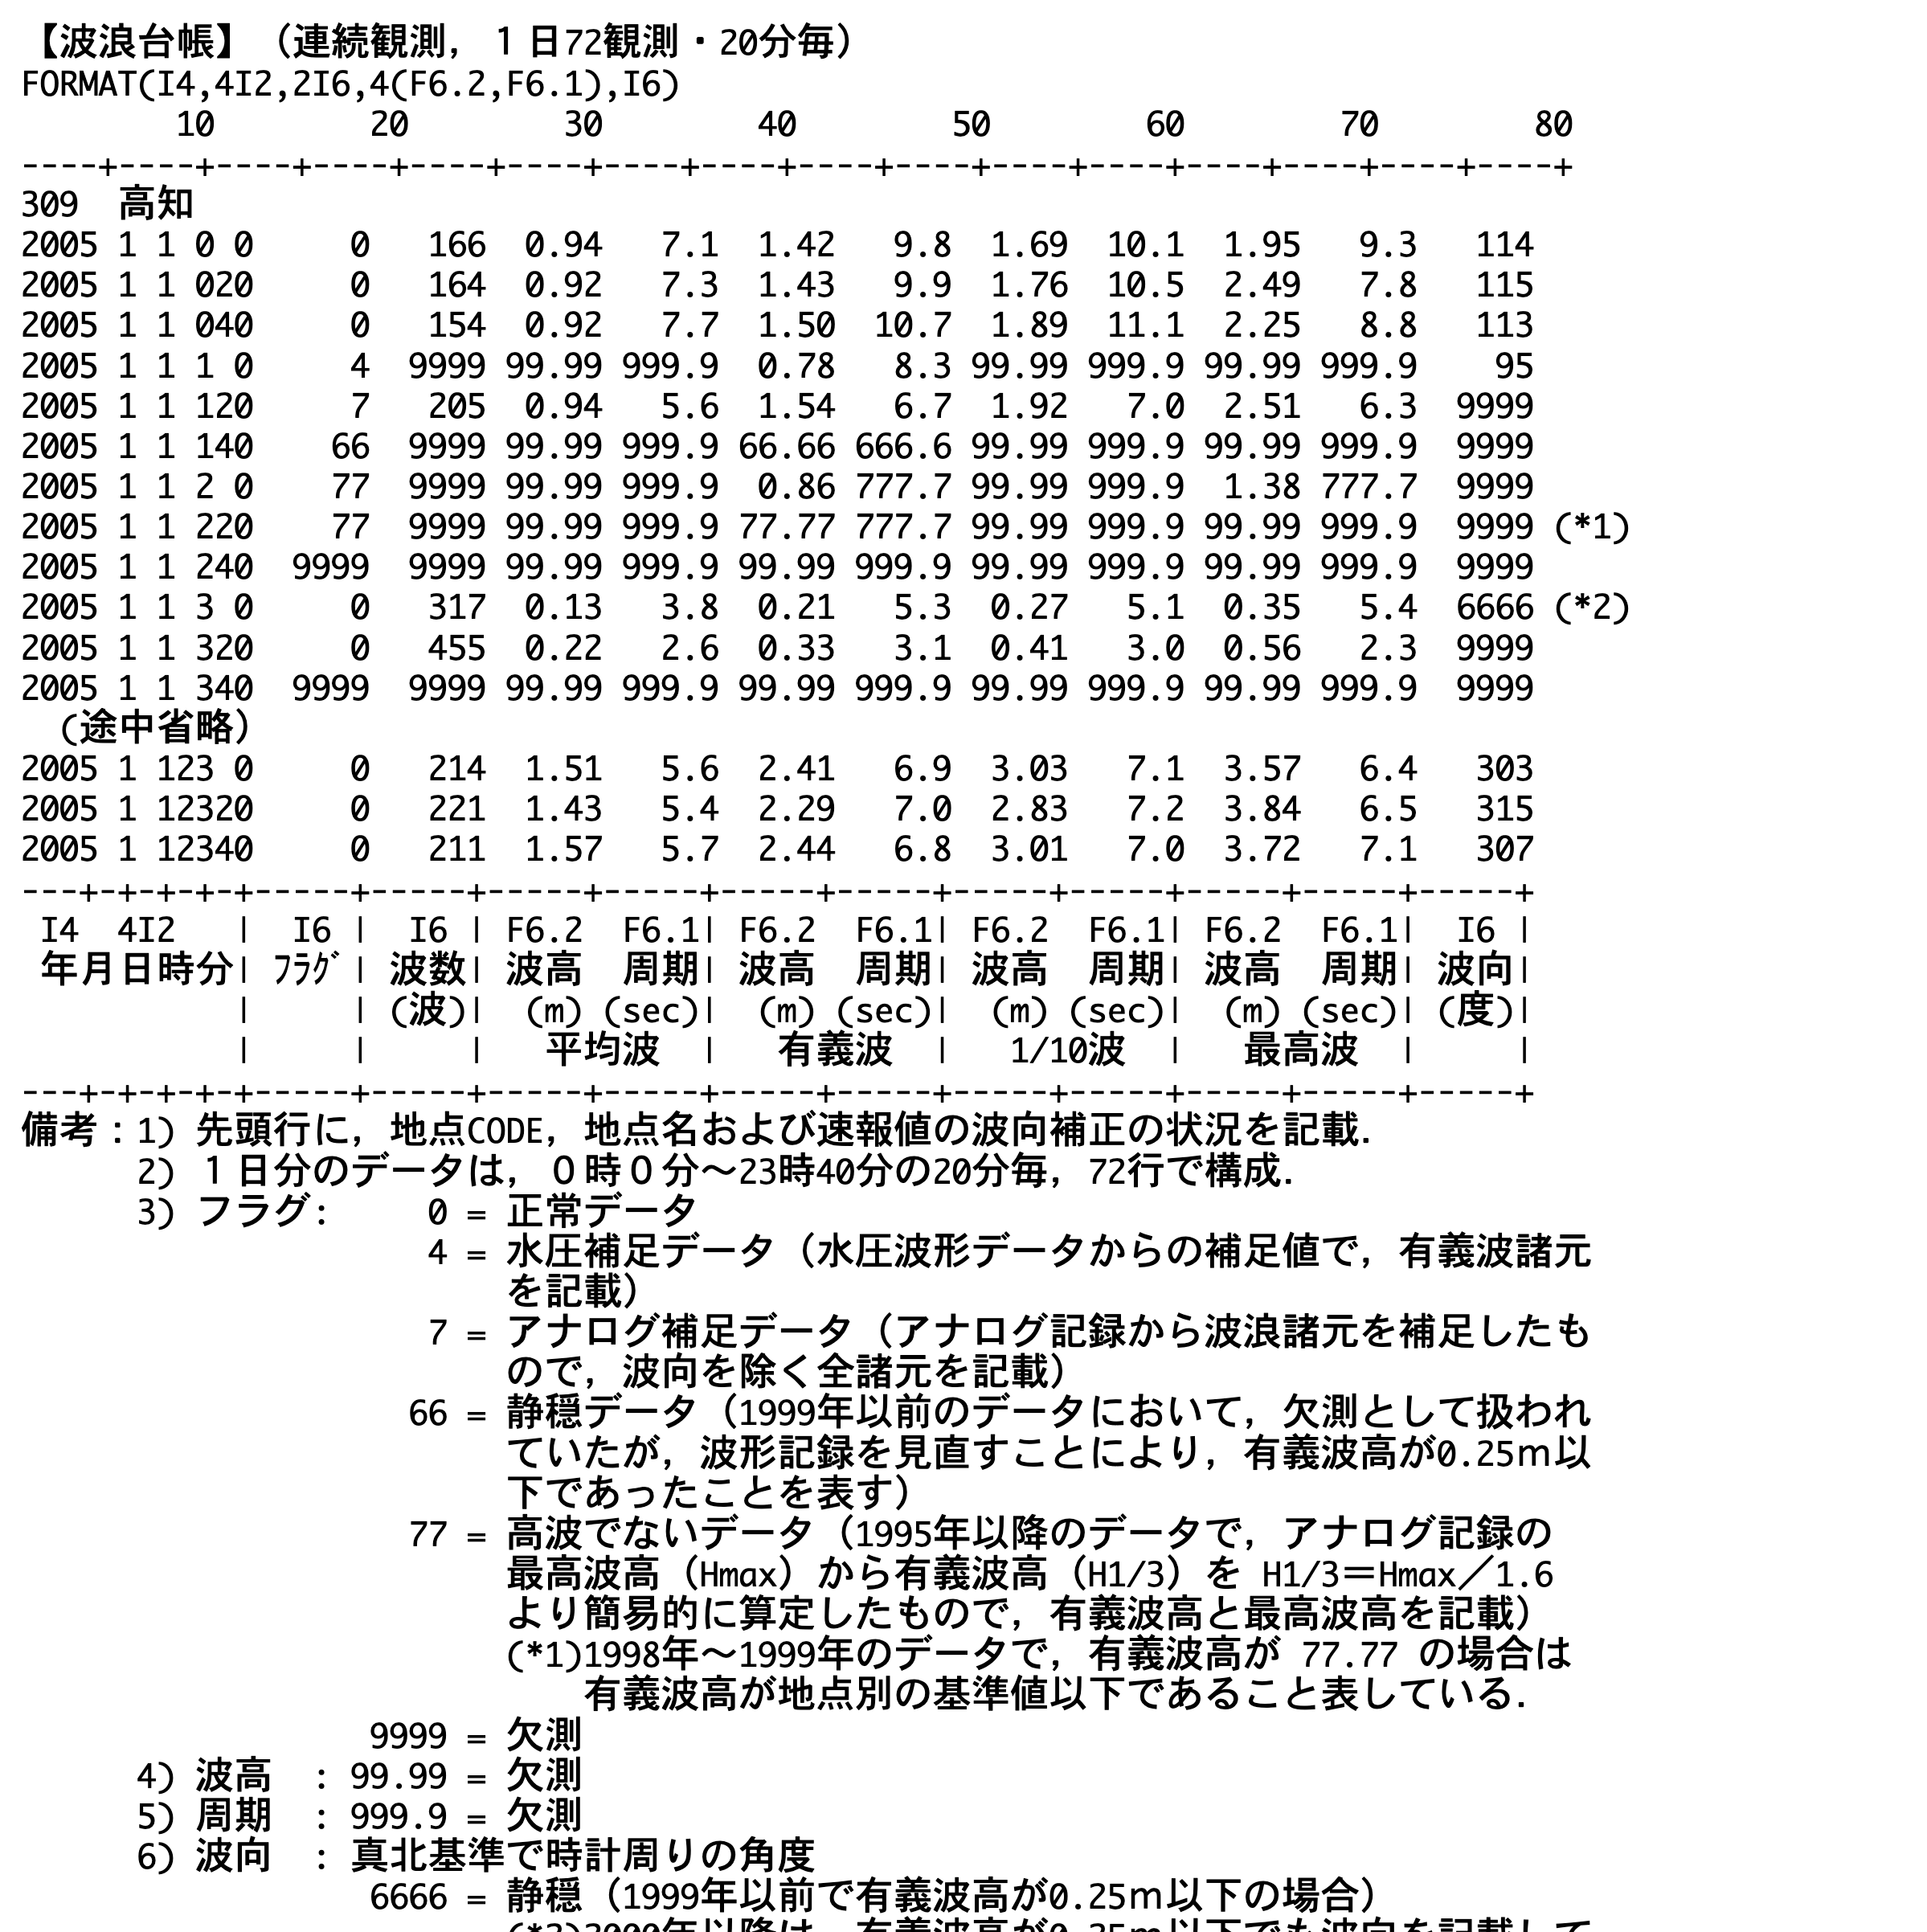 【波浪台帳】（連続観測，１日72観測・20分毎）
FORMAT(I4,4I2,2I6,4(F6.2,F6.1),I6)
        10        20        30        40        50        60        70        80
----+----+----+----+----+----+----+----+----+----+----+----+----+----+----+----+
309  高知
2005 1 1 0 0     0   166  0.94   7.1  1.42   9.8  1.69  10.1  1.95   9.3   114
2005 1 1 020     0   164  0.92   7.3  1.43   9.9  1.76  10.5  2.49   7.8   115
2005 1 1 040     0   154  0.92   7.7  1.50  10.7  1.89  11.1  2.25   8.8   113
2005 1 1 1 0     4  9999 99.99 999.9  0.78   8.3 99.99 999.9 99.99 999.9    95
2005 1 1 120     7   205  0.94   5.6  1.54   6.7  1.92   7.0  2.51   6.3  9999
2005 1 1 140    66  9999 99.99 999.9 66.66 666.6 99.99 999.9 99.99 999.9  9999
2005 1 1 2 0    77  9999 99.99 999.9  0.86 777.7 99.99 999.9  1.38 777.7  9999
2005 1 1 220    77  9999 99.99 999.9 77.77 777.7 99.99 999.9 99.99 999.9  9999 (*1)
2005 1 1 240  9999  9999 99.99 999.9 99.99 999.9 99.99 999.9 99.99 999.9  9999
2005 1 1 3 0     0   317  0.13   3.8  0.21   5.3  0.27   5.1  0.35   5.4  6666 (*2)
2005 1 1 320     0   455  0.22   2.6  0.33   3.1  0.41   3.0  0.56   2.3  9999
2005 1 1 340  9999  9999 99.99 999.9 99.99 999.9 99.99 999.9 99.99 999.9  9999
  (途中省略）
2005 1 123 0     0   214  1.51   5.6  2.41   6.9  3.03   7.1  3.57   6.4   303
2005 1 12320     0   221  1.43   5.4  2.29   7.0  2.83   7.2  3.84   6.5   315
2005 1 12340     0   211  1.57   5.7  2.44   6.8  3.01   7.0  3.72   7.1   307
---+-+-+-+-+-----+-----+-----+-----+-----+-----+-----+-----+-----+-----+-----+
 I4  4I2   |  I6 |  I6 | F6.2  F6.1| F6.2  F6.1| F6.2  F6.1| F6.2  F6.1|  I6 |
 年月日時分| ﾌﾗｸﾞ | 波数| 波高  周期| 波高  周期| 波高  周期| 波高  周期| 波向|
           |     | (波)|  (m) (sec)|  (m) (sec)|  (m) (sec)|  (m) (sec)| (度)|
           |     |     |   平均波  |   有義波  |   1/10波  |   最高波  |     |
---+-+-+-+-+-----+-----+-----+-----+-----+-----+-----+-----+-----+-----+-----+
備考：1) 先頭行に，地点CODE，地点名および速報値の波向補正の状況を記載．
      2) １日分のデータは，０時０分～23時40分の20分毎，72行で構成．
      3) フラグ:     0 = 正常データ
                     4 = 水圧補足データ（水圧波形データからの補足値で，有義波諸元
                         を記載）
                     7 = アナログ補足データ（アナログ記録から波浪諸元を補足したも
                         ので，波向を除く全諸元を記載）
                    66 = 静穏データ（1999年以前のデータにおいて，欠測として扱われ
                         ていたが，波形記録を見直すことにより，有義波高が0.25ｍ以
                         下であったことを表す）
                    77 = 高波でないデータ（1995年以降のデータで，アナログ記録の
                         最高波高（Hmax）から有義波高（H1/3）を H1/3＝Hmax／1.6
                         より簡易的に算定したもので，有義波高と最高波高を記載）
                         (*1)1998年～1999年のデータで，有義波高が 77.77 の場合は
                             有義波高が地点別の基準値以下であること表している．
                  9999 = 欠測
      4) 波高  : 99.99 = 欠測
      5) 周期  : 999.9 = 欠測
      6) 波向  : 真北基準で時計周りの角度
                  6666 = 静穏（1999年以前で有義波高が0.25ｍ以下の場合）
                         (*2)2000年以降は，有義波高が0.25ｍ以下でも波向を記載して